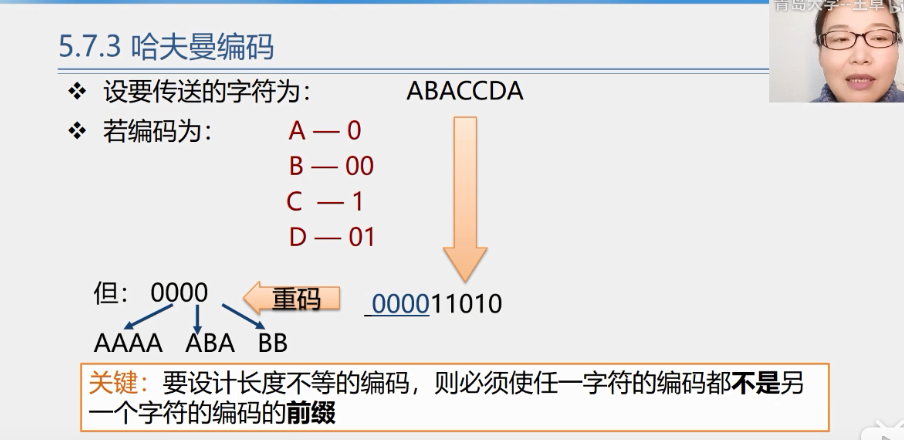 青岛大学-王卓
5.7.3 哈夫曼编码
❖ 设要传送的字符为： ABACCDA
❖ 若编码为： A — 0
B — 00
C — 1
D — 01
但： 0000 重码 000011010
AAAA ABA BB
关键：要设计长度不等的编码，则必须使任一字符的编码都不是另
一个字符的编码的前缀